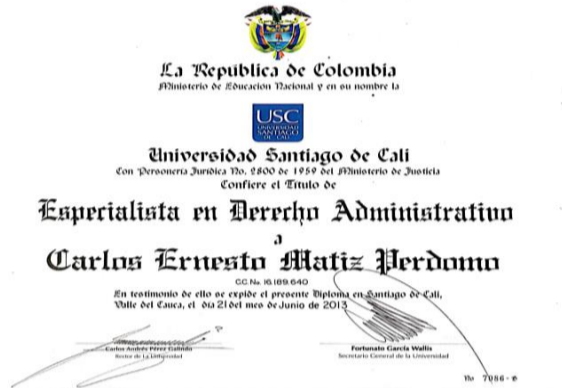 La República de Colombia
Ministerio de Educacion Nacional y en su nombre la
USC
UNIVERSIDAD
SANTIAGO
DE CALI
Universidad Santiago de Cali
Con Personería Jurídica No. 2800 de 1959 del Ministerio de Justicia
Confiere el Título de
Especialista en Derecho Administrativo
a
Carlos Ernesto Matiz Perdomo
C.C. No. 16.189.640
En testimonio de ello se expide el presente Diploma en Santiago de Cali,
Valle del Cauca, el día 21 del mes de Junio de 2013
Carlos Andrés Pérez Galindo
Rector de La Universidad
Fortunato García Wallis
Secretario General de la Universidad
No 7086 - e